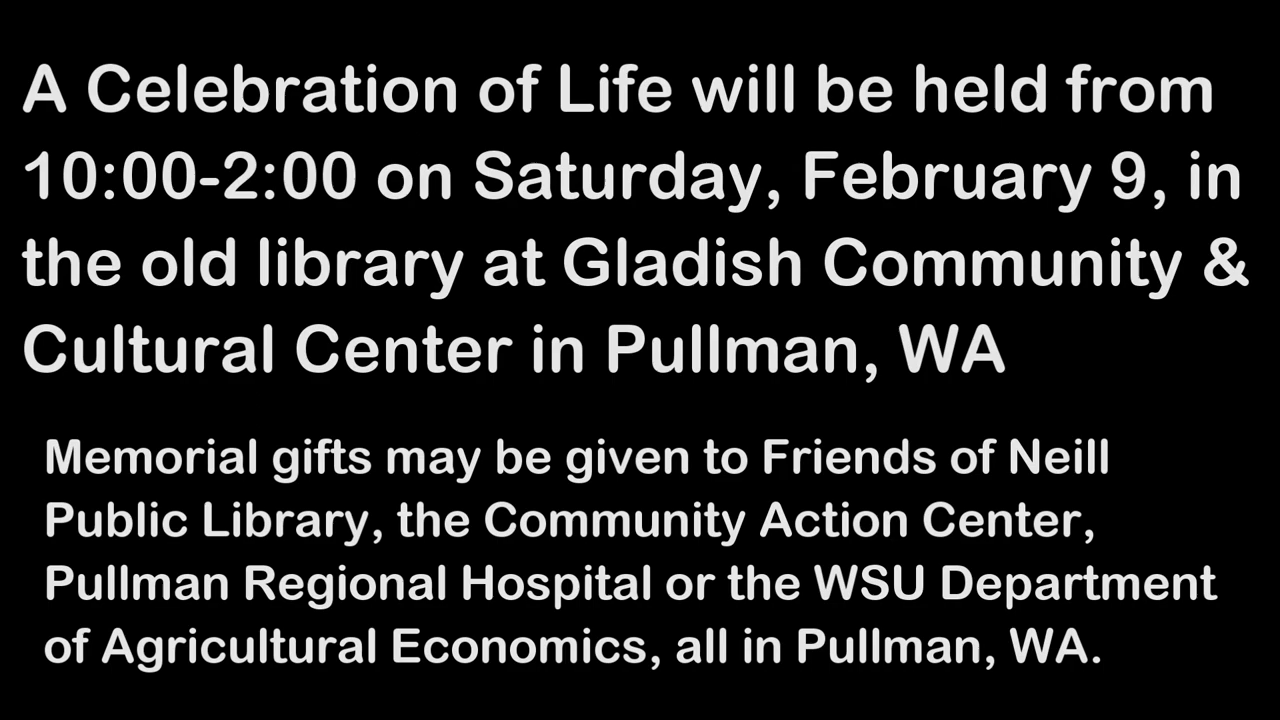 A Celebration of Life will be held from
10:00-2:00 on Saturday, February 9, in
the old library at Gladish Community &
Cultural Center in Pullman, WA
Memorial gifts may be given to Friends of Neill
Public Library, the Community Action Center,
Pullman Regional Hospital or the WSU Department
of Agricultural Economics, all in Pullman, WA.